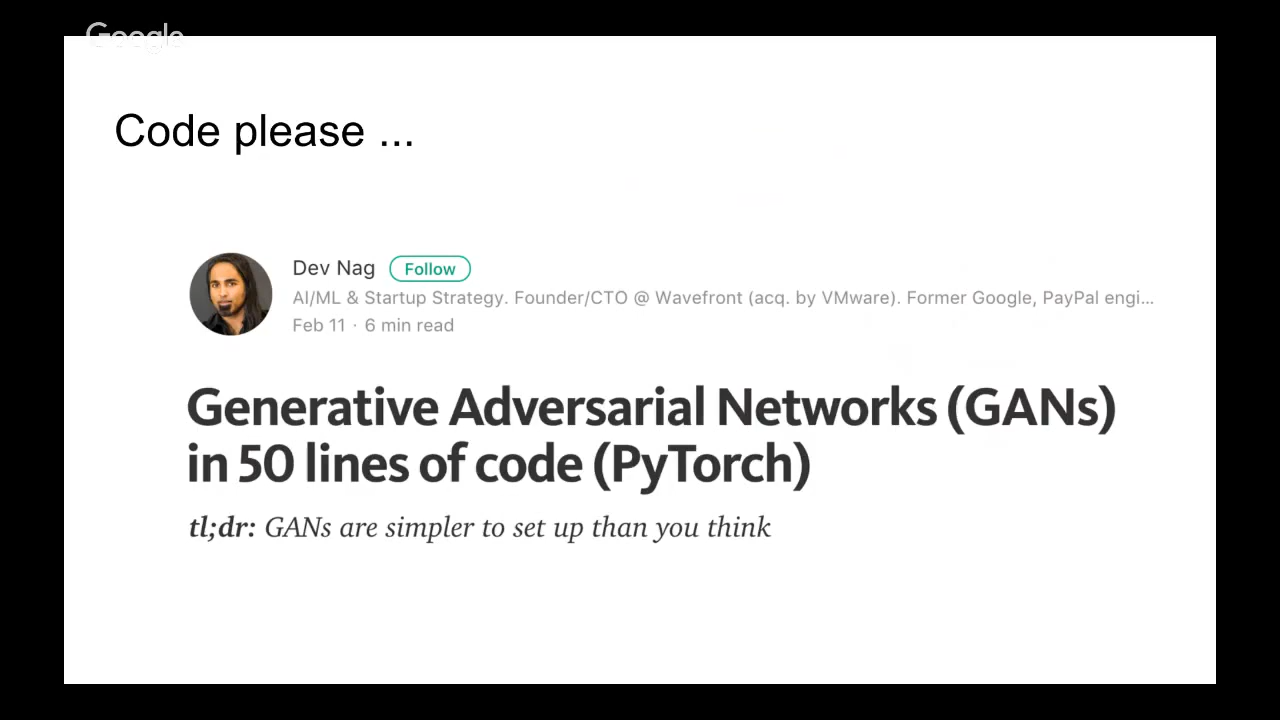 Google
Code please ...
Dev Nag Follow
AI/ML & Startup Strategy. Founder/CTO @ Wavefront (acq. by VMware). Former Google, PayPal engi...
Feb 11 · 6 min read
Generative Adversarial Networks (GANs)
in 50 lines of code (PyTorch)
tl;dr: GANs are simpler to set up than you think